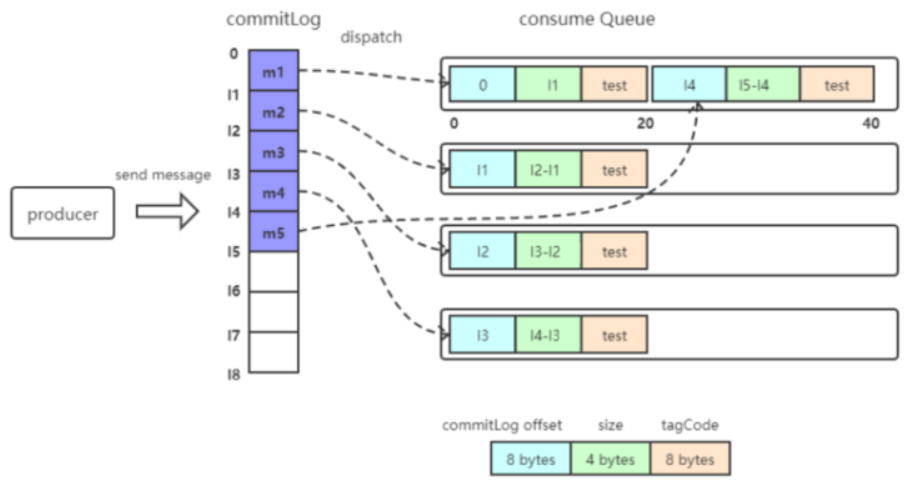 commitLog
consume Queue
dispatch
0
m1
l1
m2
l2
m3
l3
m4
l4
m5
l5
l6
l7
l8
send message
producer
0 l1 test l4 l5-l4 test
0 20 40
l1 l2-l1 test
l2 l3-l2 test
l3 l4-l3 test
commitLog offset size tagCode
8 bytes 4 bytes 8 bytes